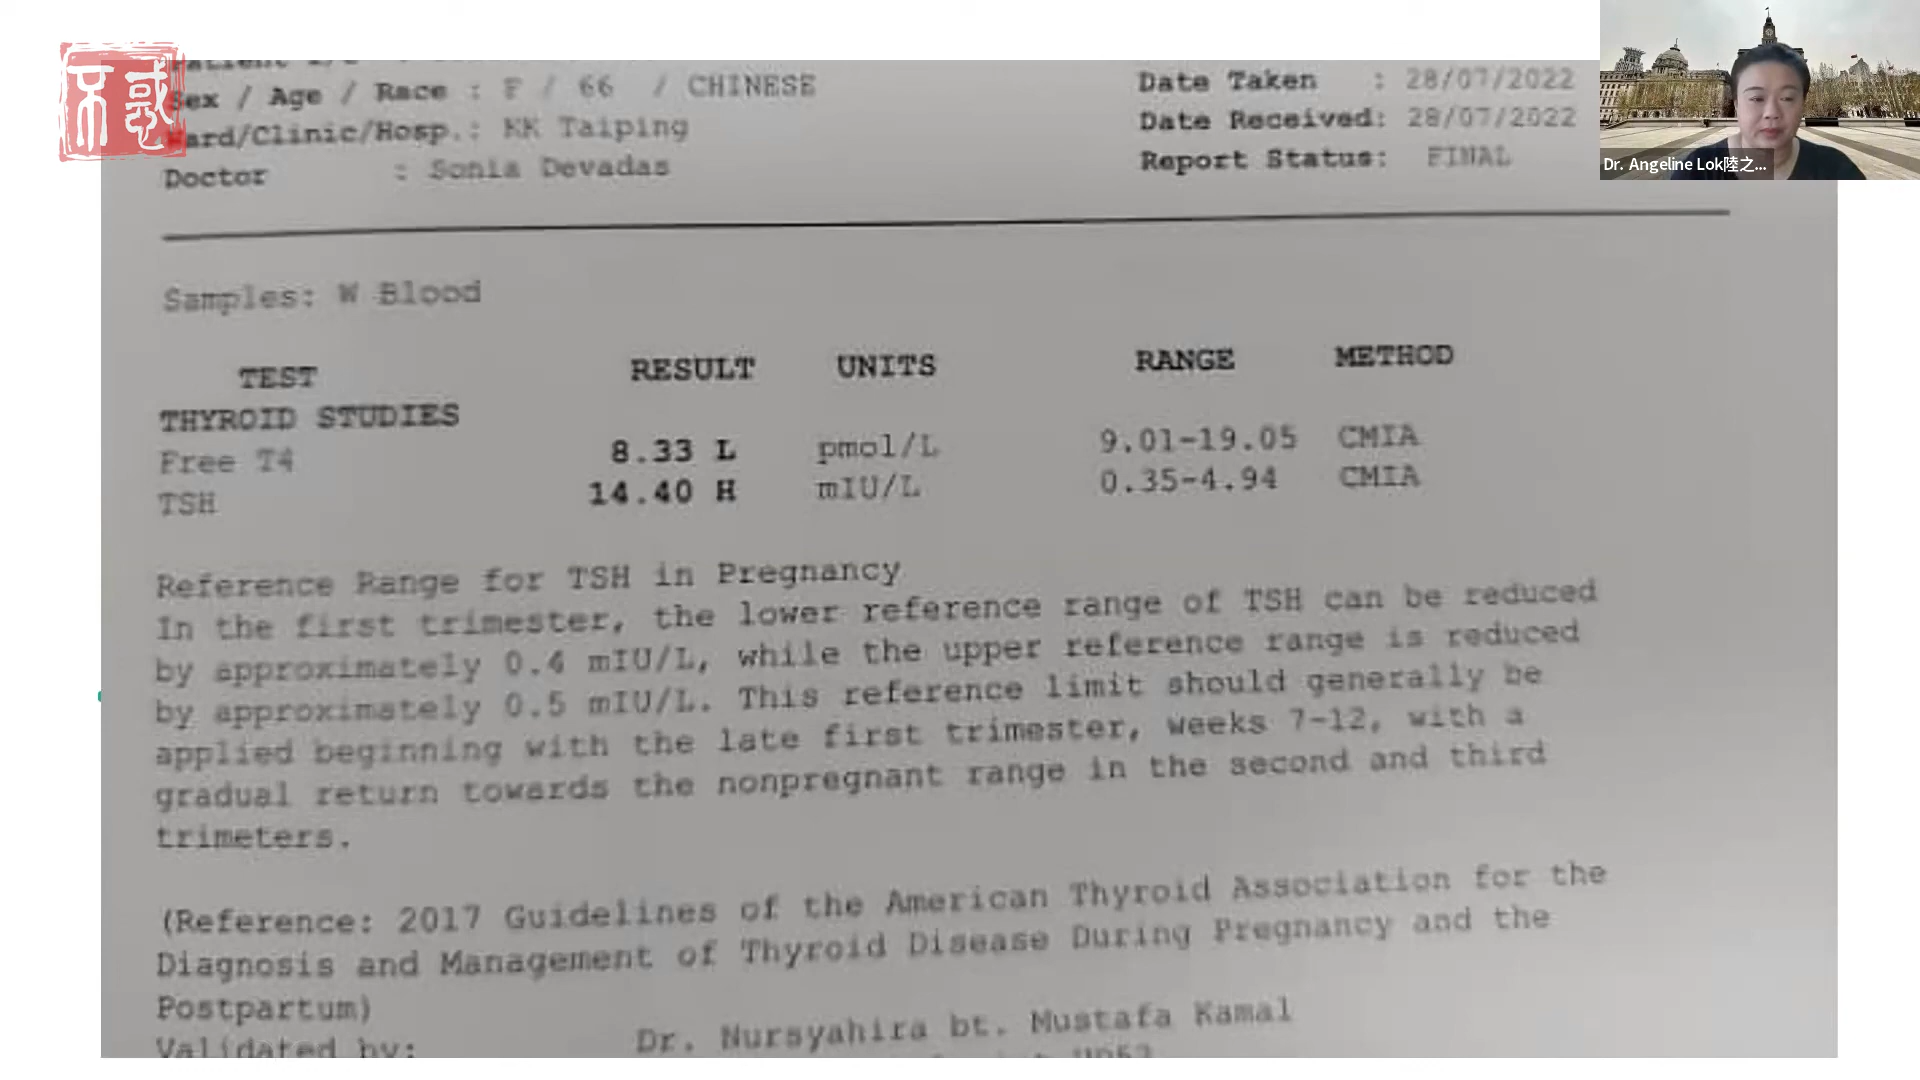 不惑
Sex / Age / Race : F / 66 / CHINESE
Ward/Clinic/Hosp.: KK Taiping
Doctor : Sonia Devadas
Date Taken : 28/07/2022
Date Received: 28/07/2022
Report Status: FINAL
Dr. Angeline Lok陸之...
Samples: W Blood
TEST RESULT UNITS RANGE METHOD
THYROID STUDIES
Free T4 8.33 L pmol/L 9.01-19.05 CMIA
TSH 14.40 H mIU/L 0.35-4.94 CMIA
Reference Range for TSH in Pregnancy
In the first trimester, the lower reference range of TSH can be reduced
by approximately 0.4 mIU/L, while the upper reference range is reduced
by approximately 0.5 mIU/L. This reference limit should generally be
applied beginning with the late first trimester, weeks 7-12, with a
gradual return towards the nonpregnant range in the second and third
trimeters.
(Reference: 2017 Guidelines of the American Thyroid Association for the
Diagnosis and Management of Thyroid Disease During Pregnancy and the
Postpartum)
Validated by: Dr. Nursyahira bt. Mustafa Kamal